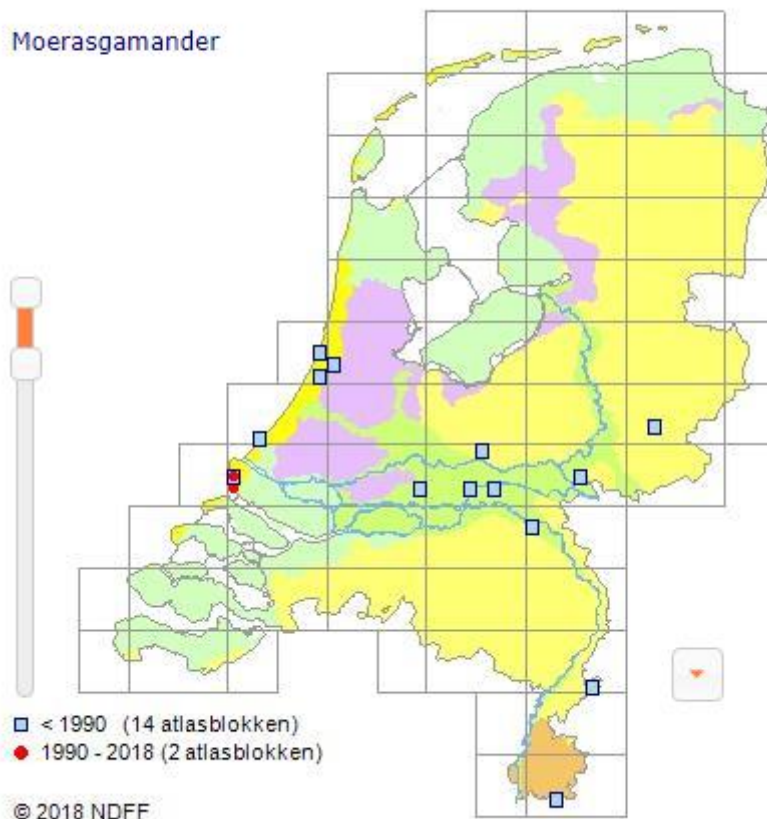 Moerasgamander
< 1990 (14 atlasblokken)
1990 - 2018 (2 atlasblokken)
© 2018 NDFF